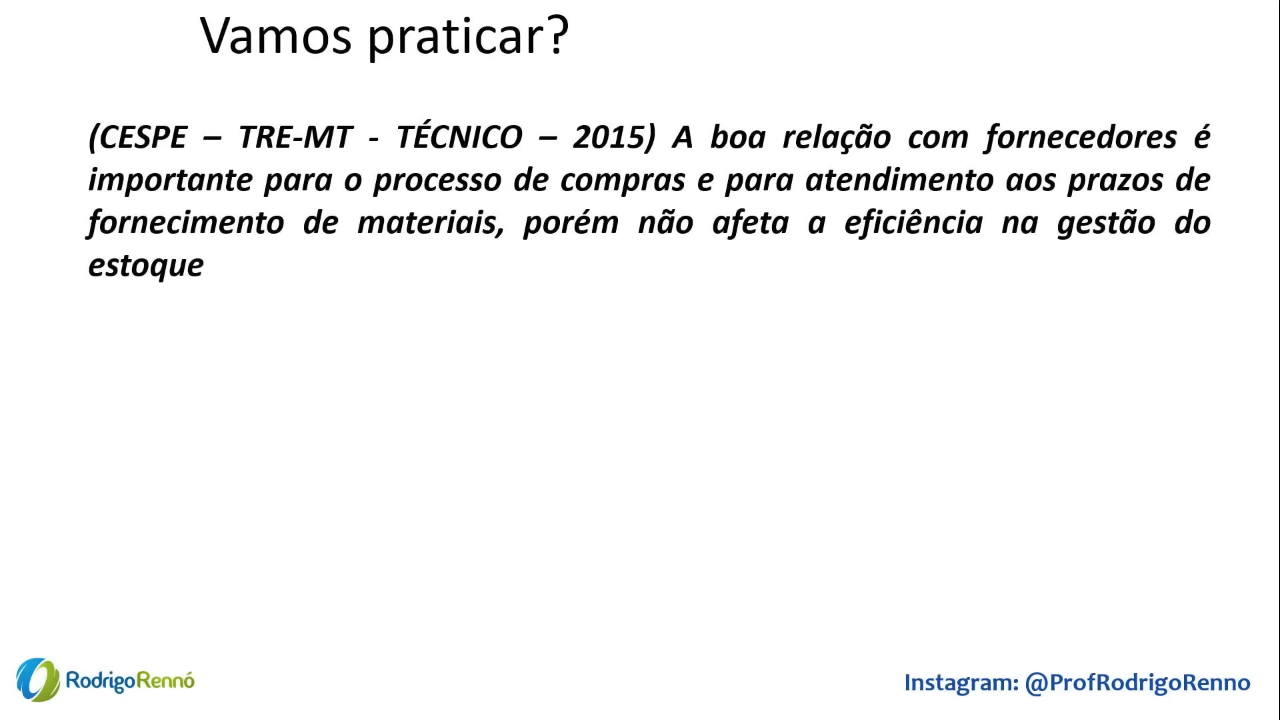 Vamos praticar?
(CESPE – TRE-MT - TÉCNICO – 2015) A boa relação com fornecedores é
importante para o processo de compras e para atendimento aos prazos de
fornecimento de materiais, porém não afeta a eficiência na gestão do
estoque
RodrigoRennó
Instagram: @ProfRodrigoRenno